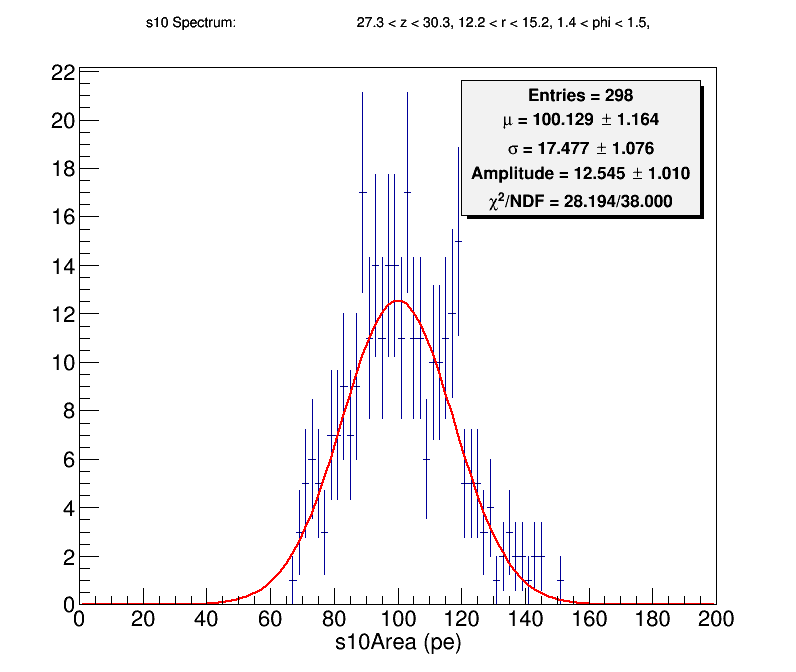 s10 Spectrum: 27.3 < z < 30.3, 12.2 < r < 15.2, 1.4 < phi < 1.5,
Entries = 298
μ = 100.129 ± 1.164
σ = 17.477 ± 1.076
Amplitude = 12.545 ± 1.010
χ²/NDF = 28.194/38.000
22
20
18
16
14
12
10
8
6
4
2
0
0 20 40 60 80 100 120 140 160 180 200
s10Area (pe)